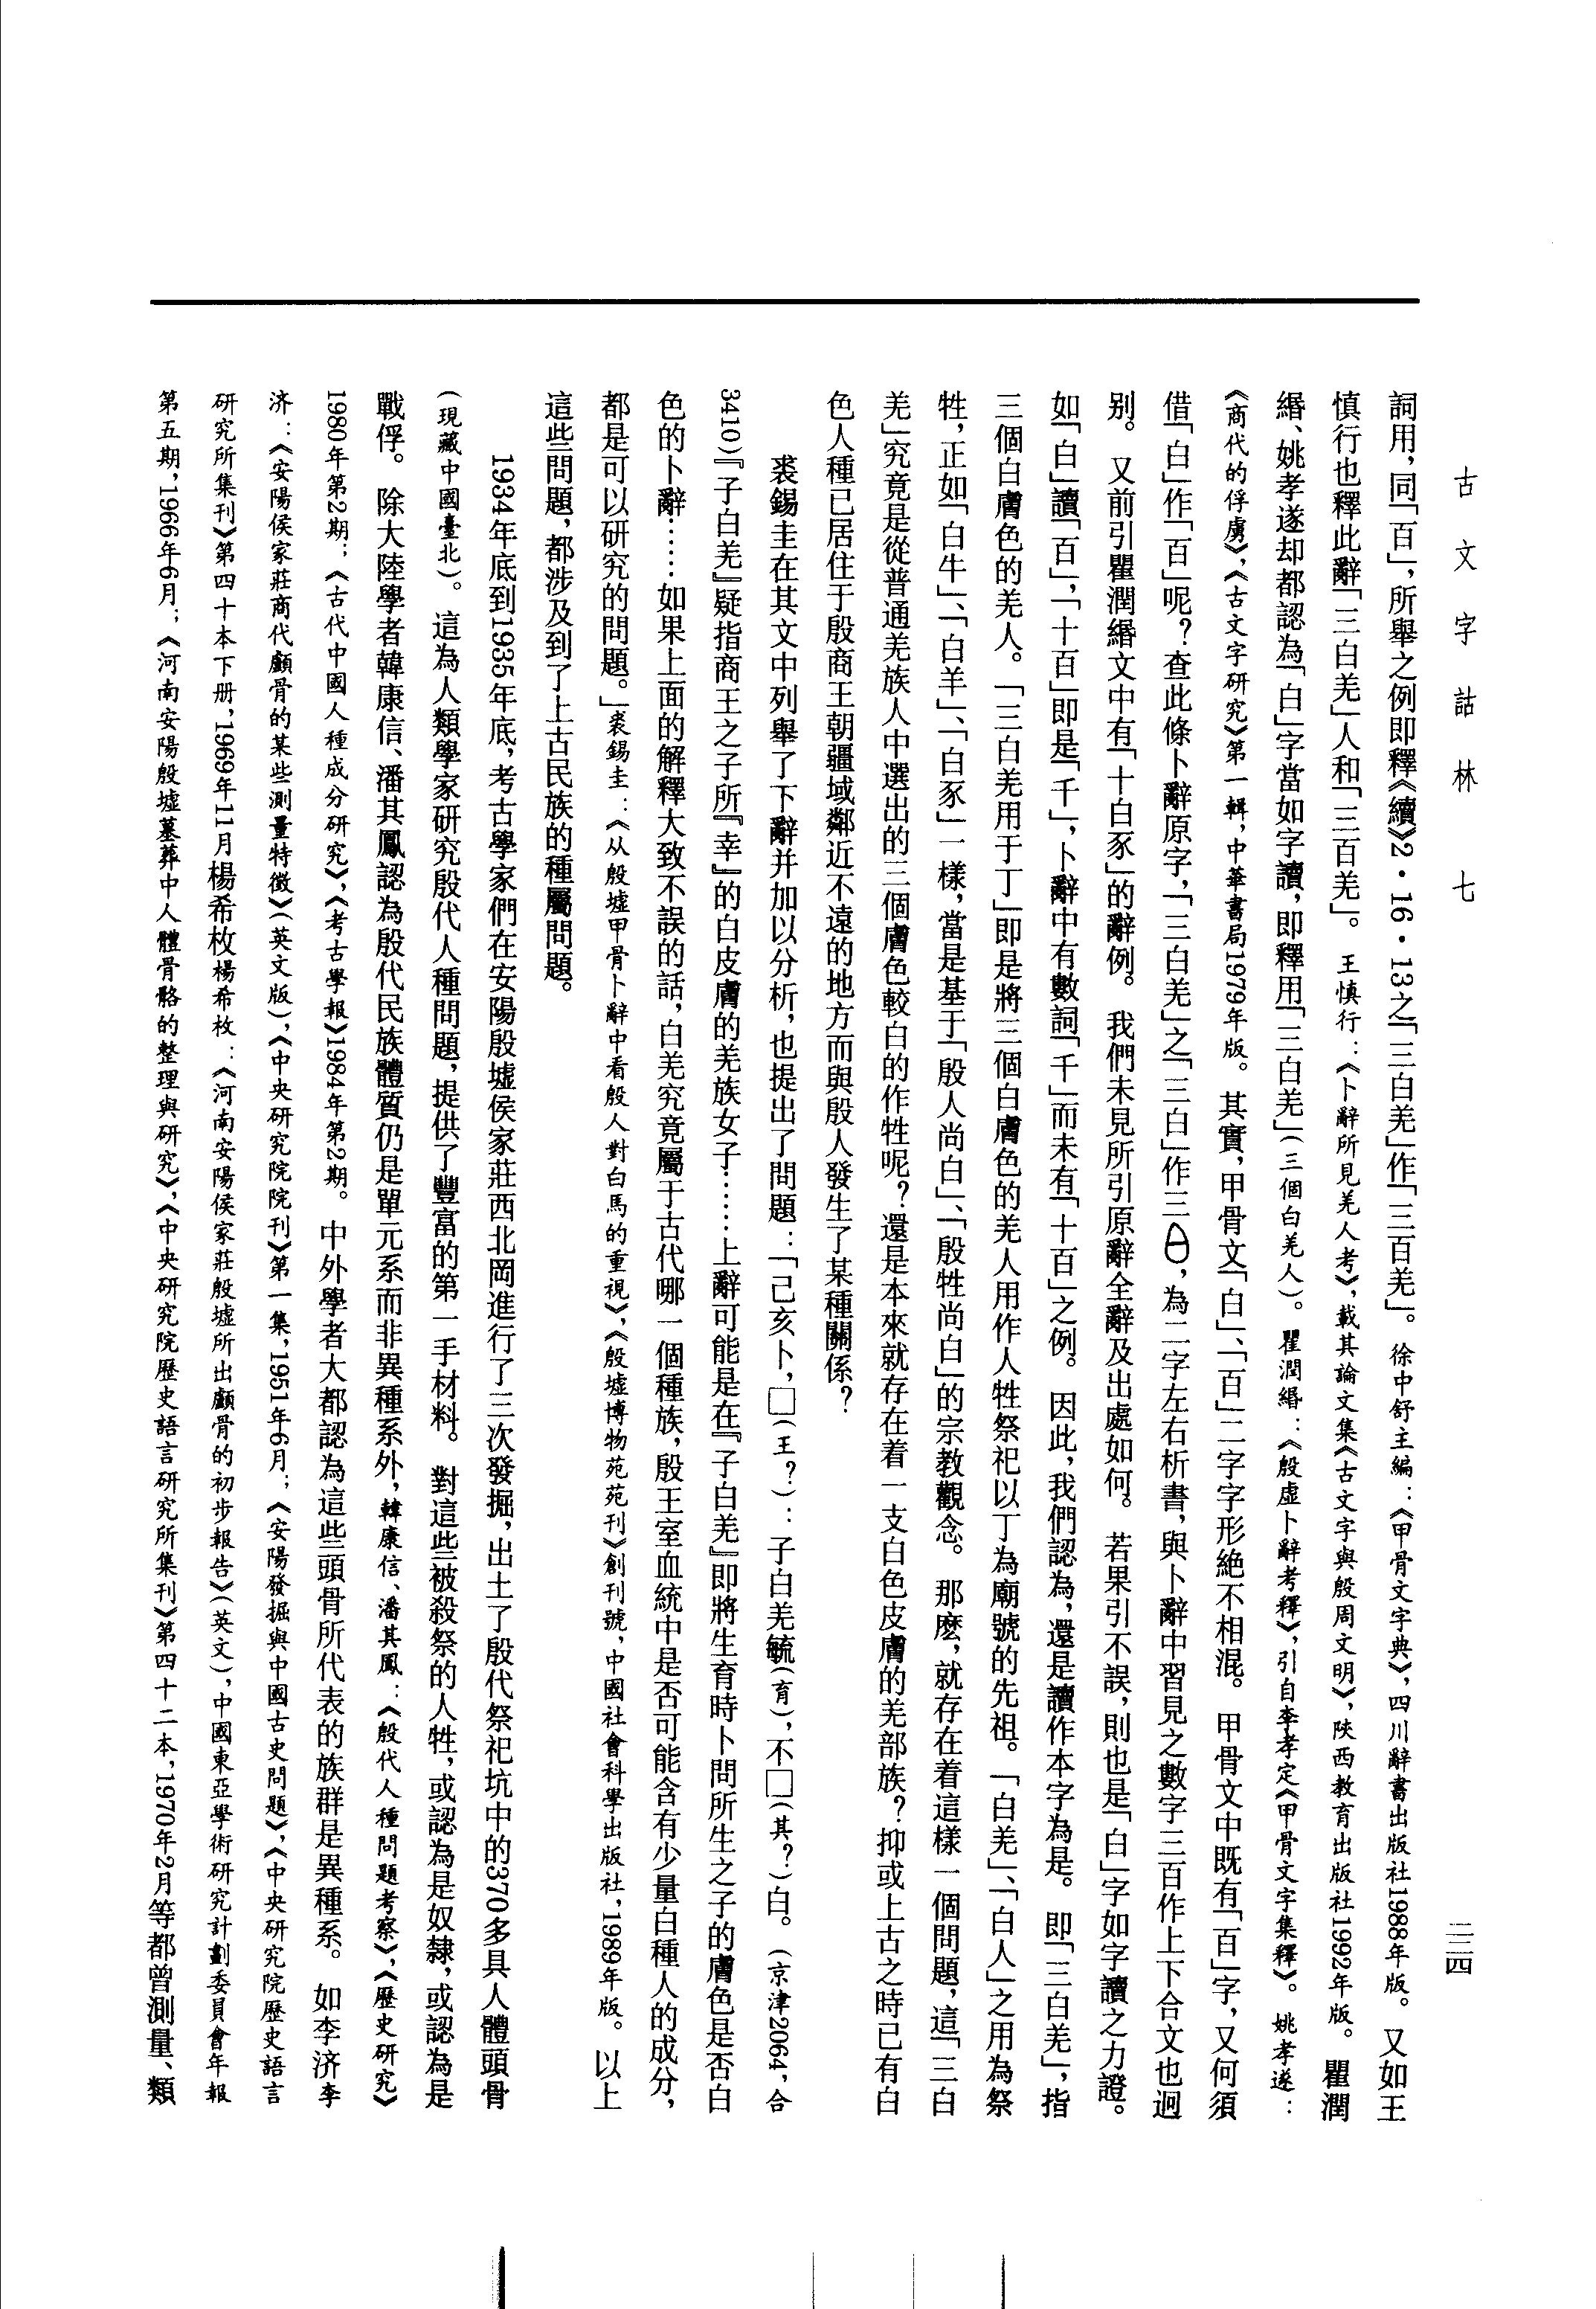 古文字詁林 七
二三四
詞用，同「百」，所舉之例即釋《續》2·16·13之「三白羌」作「三百羌」。徐中舒主編：《甲骨文字典》，四川辭書出版社1988年版。又如王
慎行也釋此辭「三白羌」人和「三百羌」。王慎行：《卜辭所見羌人考》，載其論文集《古文字與殷周文明》，陝西教育出版社1992年版。瞿潤
緡、姚孝遂却都認為「白」字當如字讀，即釋用「三白羌」（三個白羌人）。瞿潤緡：《殷虛卜辭考釋》，引自李孝定《甲骨文字集釋》。姚孝遂：
《商代的俘虜》，《古文字研究》第一輯，中華書局1979年版。其實，甲骨文「白」、「百」二字字形絶不相混。甲骨文中既有「百」字，又何須
借「白」作「百」呢？查此條卜辭原字，「三白羌」之「三白」作三，為二字左右析書，與卜辭中習見之數字三百作上下合文也迥
别。又前引瞿潤緡文中有「十白豕」的辭例。我們未見所引原辭全辭及出處如何。若果引不誤，則也是「白」字如字讀之力證。
如「白」讀「百」，「十百」即是「千」，卜辭中有數詞「千」而未有「十百」之例。因此，我們認為，還是讀作本字為是。即「三白羌」，指
三個白膚色的羌人。「三白羌用于丁」即是將三個白膚色的羌人用作人牲祭祀以丁為廟號的先祖。「白羌」、「白人」之用為祭
牲，正如「白牛」、「白羊」、「白豕」一樣，當是基于「殷人尚白」、「殷牲尚白」的宗教觀念。那麽，就存在着這樣一個問題，這「三白
羌」究竟是從普通羌族人中選出的三個膚色較白的作牲呢？還是本來就存在着一支白色皮膚的羌部族？抑或上古之時已有白
色人種已居住于殷商王朝疆域鄰近不遠的地方而與殷人發生了某種關係？
裘錫圭在其文中列舉了下辭并加以分析，也提出了問題：「己亥卜，□（王？）：子白羌毓（育），不□（其？）白。（京津2064，合
3410）『子白羌』疑指商王之子所『幸』的白皮膚的羌族女子……上辭可能是在『子白羌』即將生育時卜問所生之子的膚色是否白
色的卜辭……如果上面的解釋大致不誤的話，白羌究竟屬于古代哪一個種族，殷王室血統中是否可能含有少量白種人的成分，
都是可以研究的問題。」裘錫圭：《从殷墟甲骨卜辭中看殷人對白馬的重視》，《殷墟博物苑苑刊》創刊號，中國社會科學出版社，1989年版。以上
這些問題，都涉及到了上古民族的種屬問題。
1934年底到1935年底，考古學家們在安陽殷墟侯家莊西北岡進行了三次發掘，出土了殷代祭祀坑中的370多具人體頭骨
（現藏中國臺北）。這為人類學家研究殷代人種問題，提供了豐富的第一手材料。對這些被殺祭的人牲，或認為是奴隸，或認為是
戰俘。除大陸學者韓康信、潘其鳳認為殷代民族體質仍是單元系而非異種系外，韓康信、潘其鳳：《殷代人種問題考察》，《歷史研究》
1980年第2期；《古代中國人種成分研究》，《考古學報》1984年第2期。中外學者大都認為這些頭骨所代表的族群是異種系。如李济李
济：《安陽侯家莊商代顱骨的某些測量特徵》（英文版），《中央研究院院刊》第一集，1951年6月；《安陽發掘與中國古史問題》，《中央研究院歷史語言
研究所集刊》第四十本下册，1969年11月楊希枚楊希枚：《河南安陽侯家莊殷墟所出顱骨的初步報告》（英文），中國東亞學術研究計劃委員會年報
第五期，1966年6月；《河南安陽殷墟墓葬中人體骨骼的整理與研究》，《中央研究院歷史語言研究所集刊》第四十二本，1970年2月等都曾測量、類